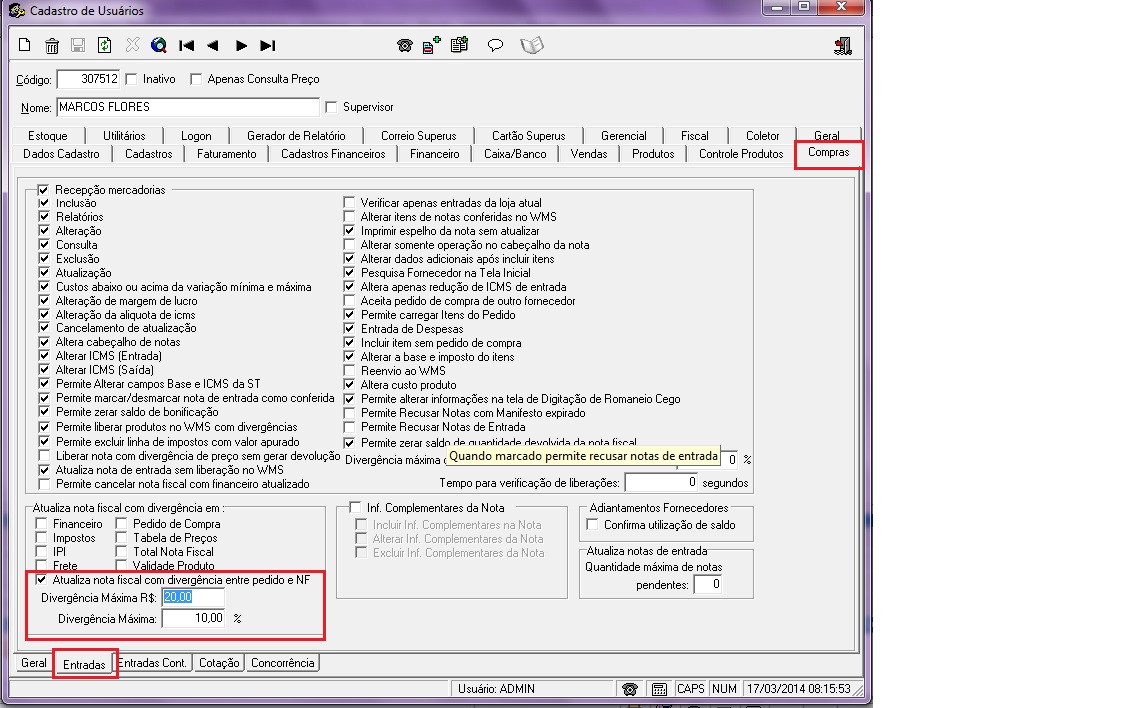 Cadastro de Usuários
Código: 307512 Inativo Apenas Consulta Preço
Nome: MARCOS FLORES Supervisor
Estoque Utilitários Logon Gerador de Relatório Correio Superus Cartão Superus Gerencial Fiscal Coletor Geral
Dados Cadastro Cadastros Faturamento Cadastros Financeiros Financeiro Caixa/Banco Vendas Produtos Controle Produtos Compras
Recepção mercadorias
Inclusão
Relatórios
Alteração
Consulta
Exclusão
Atualização
Custos abaixo ou acima da variação mínima e máxima
Alteração de margem de lucro
Alteração da aliquota de icms
Cancelamento de atualização
Altera cabeçalho de notas
Alterar ICMS (Entrada)
Alterar ICMS (Saída)
Permite Alterar campos Base e ICMS da ST
Permite marcar/desmarcar nota de entrada como conferida
Permite zerar saldo de bonificação
Permite liberar produtos no WMS com divergências
Permite excluir linha de impostos com valor apurado
Liberar nota com divergência de preço sem gerar devolução
Atualiza nota de entrada sem liberação no WMS
Permite cancelar nota fiscal com financeiro atualizado
Verificar apenas entradas da loja atual
Alterar itens de notas conferidas no WMS
Imprimir espelho da nota sem atualizar
Alterar somente operação no cabeçalho da nota
Alterar dados adicionais após incluir itens
Pesquisa Fornecedor na Tela Inicial
Altera apenas redução de ICMS de entrada
Aceita pedido de compra de outro fornecedor
Permite carregar Itens do Pedido
Entrada de Despesas
Incluir item sem pedido de compra
Alterar a base e imposto do itens
Reenvio ao WMS
Altera custo produto
Permite alterar informações na tela de Digitação de Romaneio Cego
Permite Recusar Notas com Manifesto expirado
Permite Recusar Notas de Entrada
Permite zerar saldo de quantidade devolvida da nota fiscal
Divergência máxima 0 %
Quando marcado permite recusar notas de entrada
Tempo para verificação de liberações: 0 segundos
Atualiza nota fiscal com divergência em :
Financeiro Pedido de Compra
Impostos Tabela de Preços
IPI Total Nota Fiscal
Frete Validade Produto
Atualiza nota fiscal com divergência entre pedido e NF
Divergência Máxima R$: 20,00
Divergência Máxima: 10,00 %
Inf. Complementares da Nota
Incluir Inf. Complementares na Nota
Alterar Inf. Complementares da Nota
Excluir Inf. Complementares da Nota
Adiantamentos Fornecedores
Confirma utilização de saldo
Atualiza notas de entrada
Quantidade máxima de notas
pendentes: 0
Geral Entradas Entradas Cont. Cotação Concorrência
Usuário: ADMIN CAPS NUM 17/03/2014 08:15:53